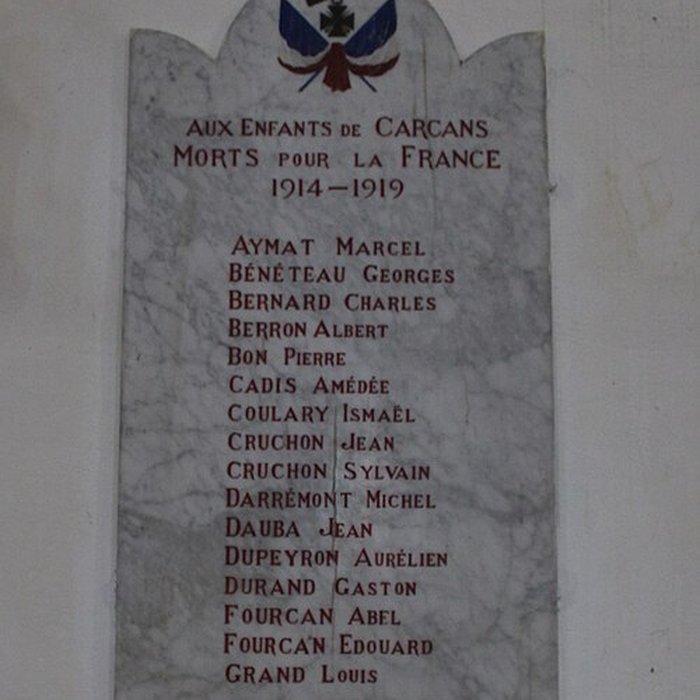 AUX ENFANTS DE CARCANS
MORTS POUR LA FRANCE
1914-1919
AYMAT MARCEL
BÉNÉTEAU GEORGES
BERNARD CHARLES
BERRON ALBERT
BON PIERRE
CADIS AMÉDÉE
COULARY ISMAËL
CRUCHON JEAN
CRUCHON SYLVAIN
DARRÉMONT MICHEL
DAUBA JEAN
DUPEYRON AURÉLIEN
DURAND GASTON
FOURCAN ABEL
FOURCAN EDOUARD
GRAND LOUIS